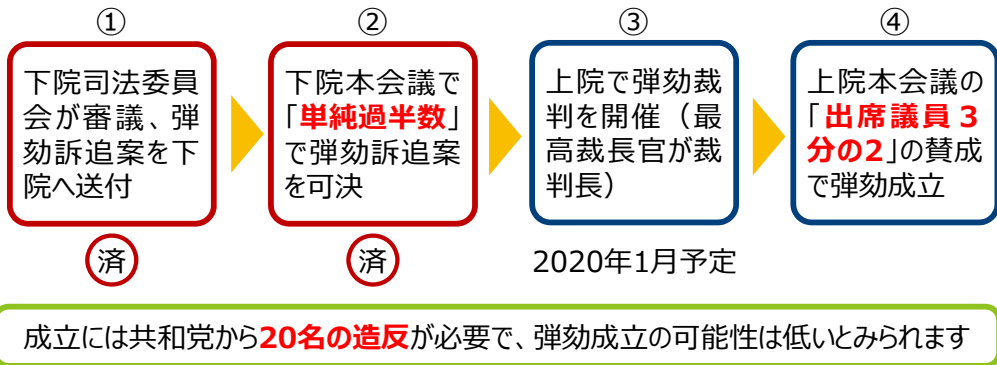 ①
下院司法委員
会が審議、弾
劾訴追案を下
院へ送付
済
②
下院本会議で
「単純過半数」
で弾劾訴追案
を可決
済
③
上院で弾劾裁
判を開催（最
高裁長官が裁
判長）
2020年1月予定
④
上院本会議の
「出席議員3
分の2」の賛成
で弾劾成立
成立には共和党から20名の造反が必要で、弾劾成立の可能性は低いとみられます